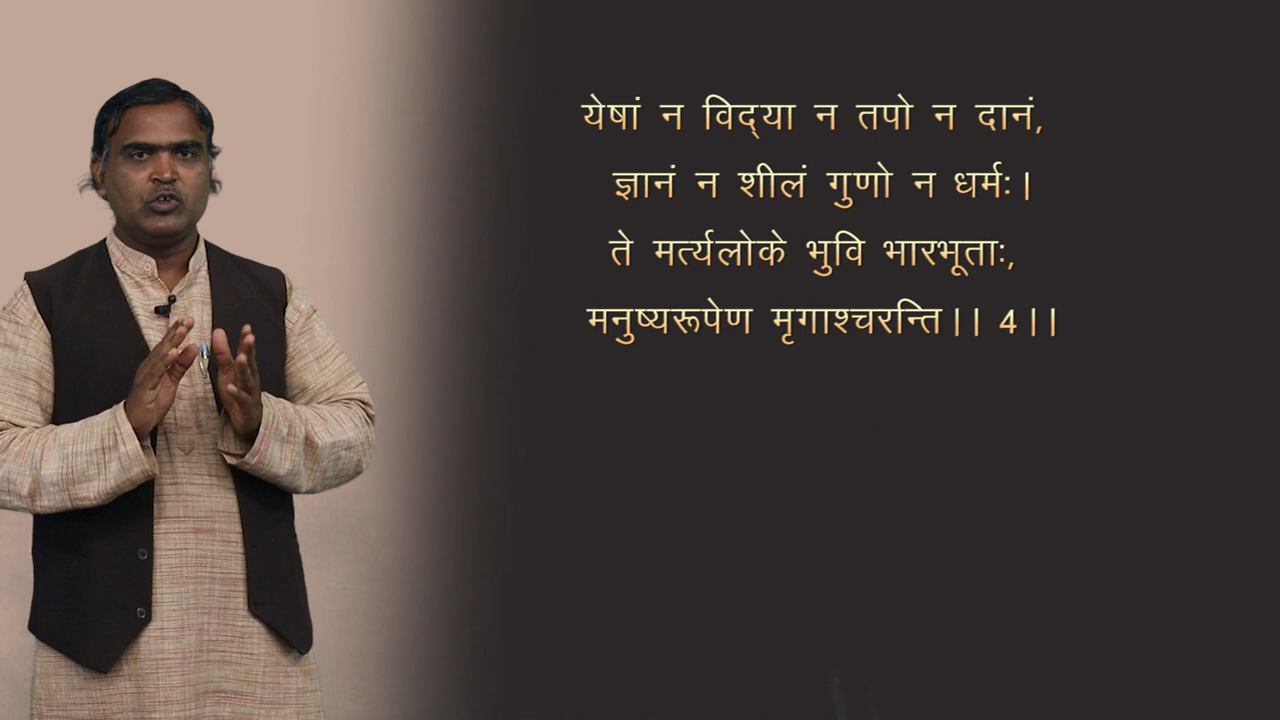 येषां न विद्‌या न तपो न दानं,
ज्ञानं न शीलं गुणो न धर्मः।
ते मर्त्यलोके भुवि भारभूताः,
मनुष्यरूपेण मृगाश्चरन्ति।। 4।।